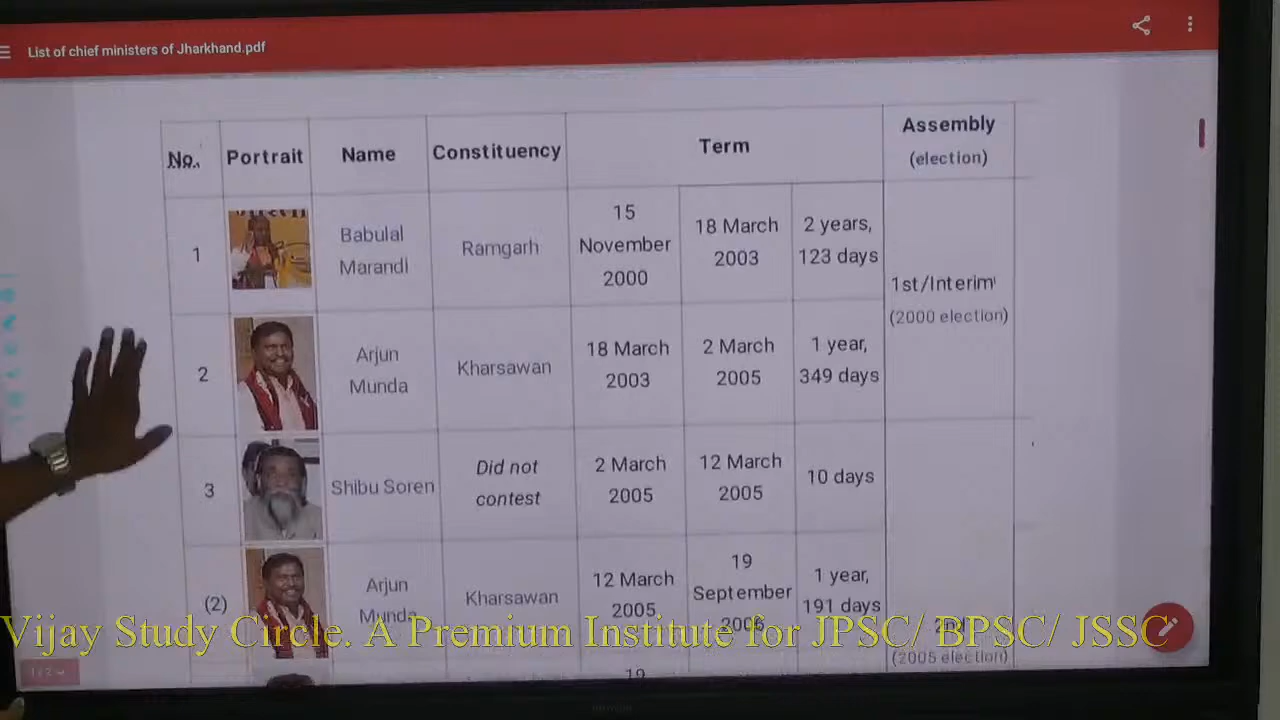 List of chief ministers of Jharkhand.pdf
No. Portrait Name Constituency Term Assembly
(election)
1 Babulal Marandi Ramgarh 15 November 2000 18 March 2003 2 years, 123 days 1st/Interim
(2000 election)
2 Arjun Munda Kharsawan 18 March 2003 2 March 2005 1 year, 349 days
3 Shibu Soren Did not contest 2 March 2005 12 March 2005 10 days
(2) Arjun Munda Kharsawan 12 March 2005 19 September 2006 1 year, 191 days 2nd
(2005 election)
19
Vijay Study Circle. A Premium Institute for JPSC/ BPSC/ JSSC